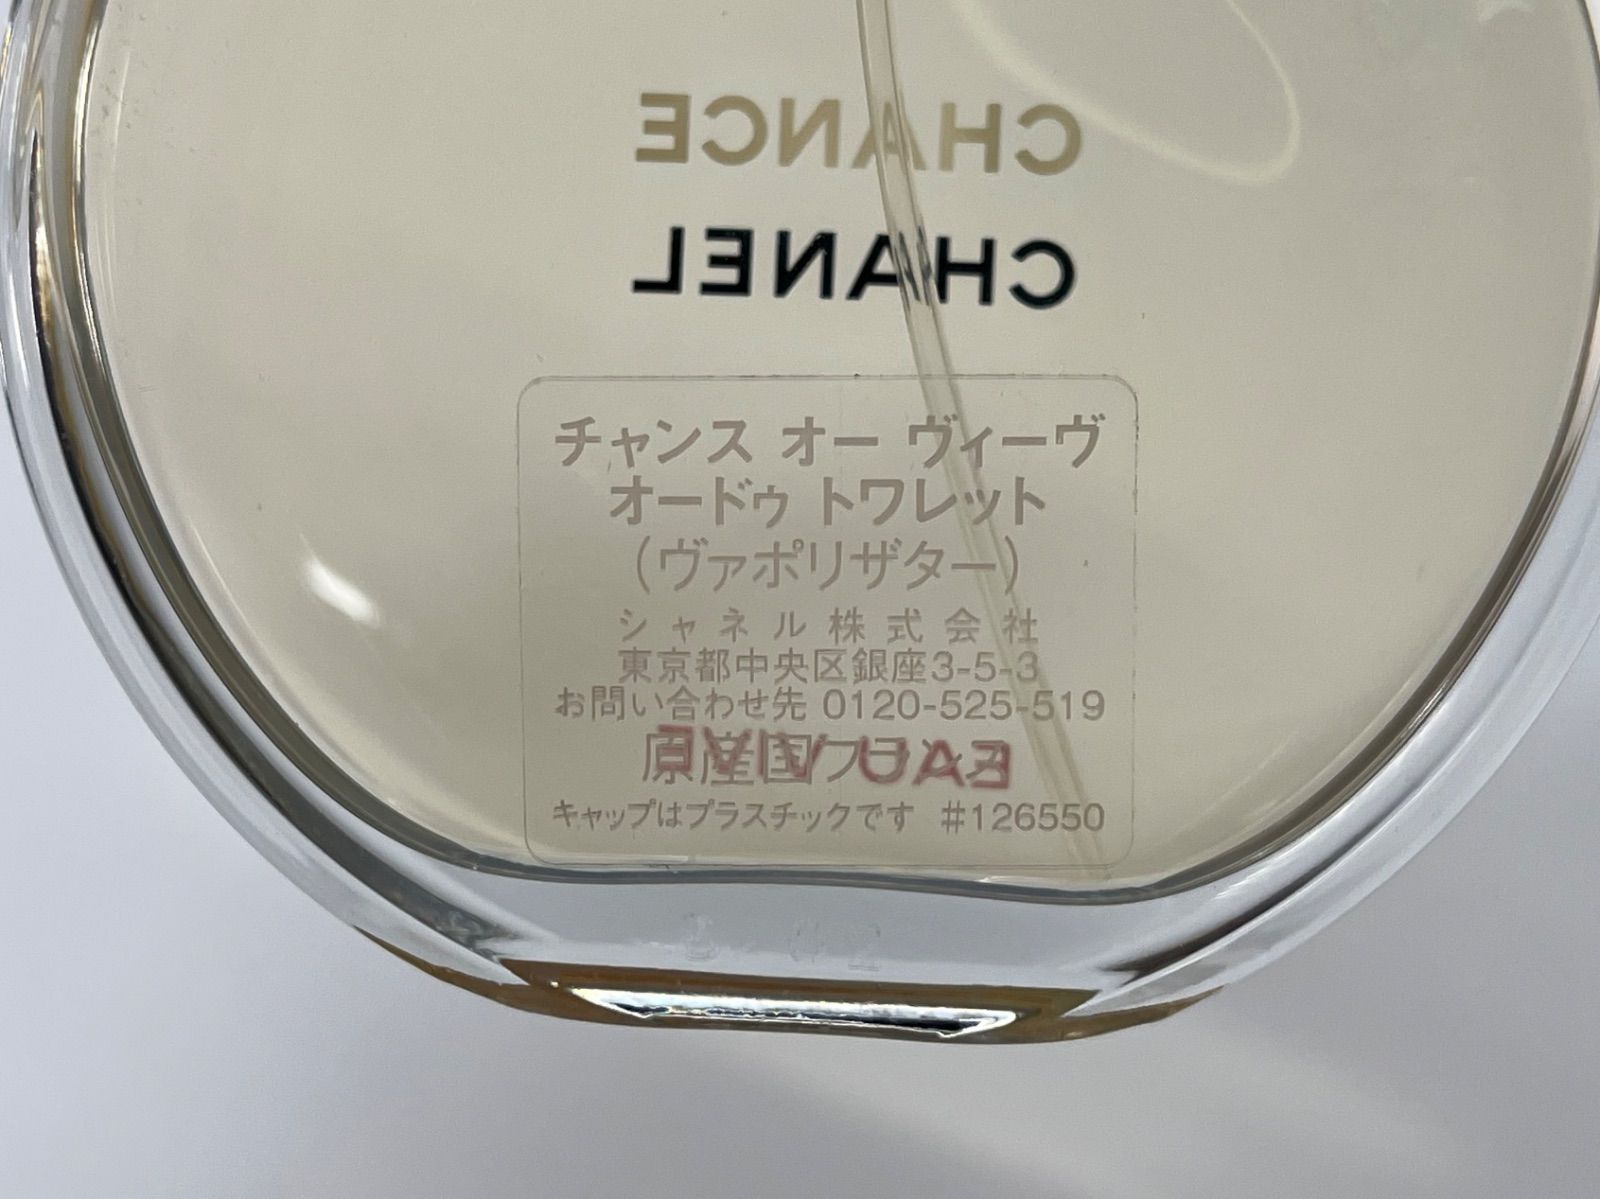 CHANCE
CHANEL
チャンス オー ヴィーヴ
オードゥ トワレット
(ヴァポリザター)
シャネル株式会社
東京都中央区銀座3-5-3
お問い合わせ先 0120-525-519
原産国フランス
EAU VIVE
キャップはプラスチックです #126550